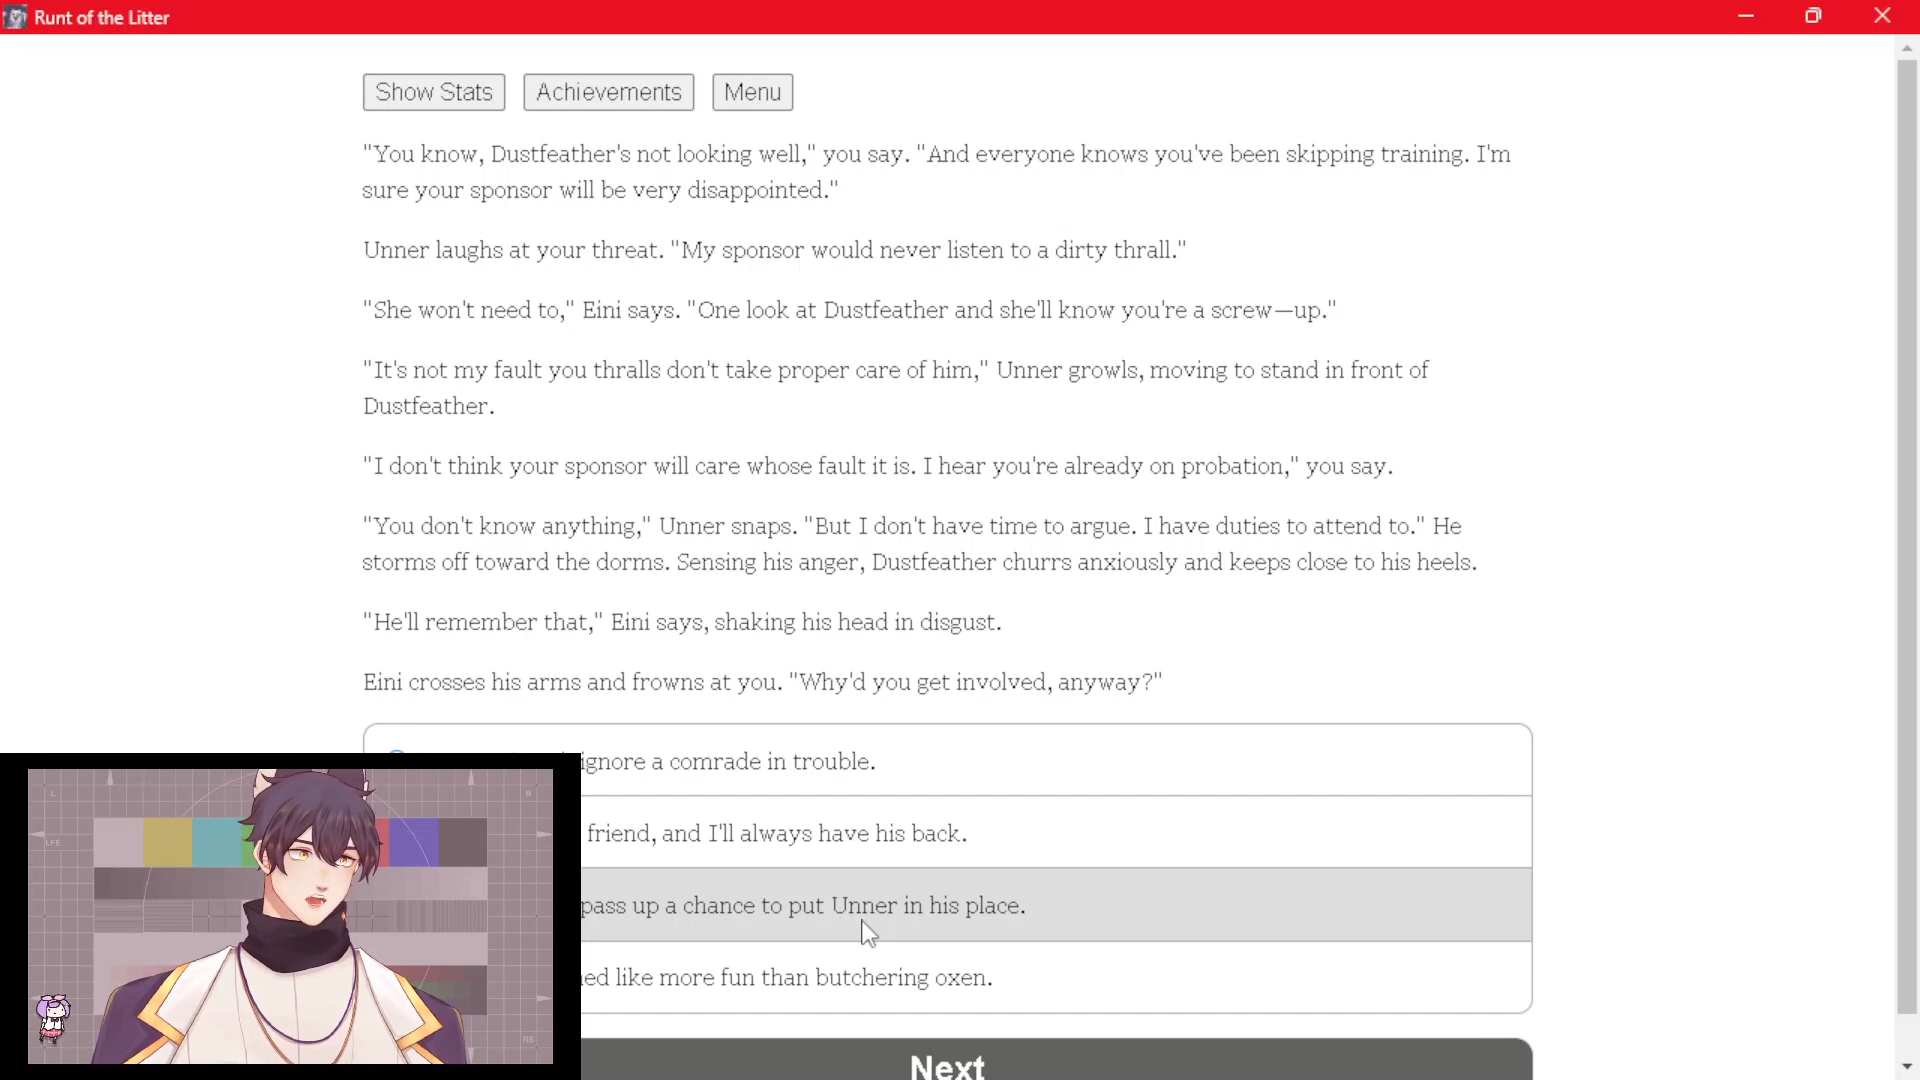 Runt of the Litter
Show Stats
Achievements
Menu
"You know, Dustfeather's not looking well," you say. "And everyone knows you've been skipping training. I'm
sure your sponsor will be very disappointed."
Unner laughs at your threat. "My sponsor would never listen to a dirty thrall."
"She won't need to," Eini says. "One look at Dustfeather and she'll know you're a screw—up."
"It's not my fault you thralls don't take proper care of him," Unner growls, moving to stand in front of
Dustfeather.
"I don't think your sponsor will care whose fault it is. I hear you're already on probation," you say.
"You don't know anything," Unner snaps. "But I don't have time to argue. I have duties to attend to." He
storms off toward the dorms. Sensing his anger, Dustfeather churrs anxiously and keeps close to his heels.
"He'll remember that," Eini says, shaking his head in disgust.
Eini crosses his arms and frowns at you. "Why'd you get involved, anyway?"
ignore a comrade in trouble.
friend, and I'll always have his back.
pass up a chance to put Unner in his place.
like more fun than butchering oxen.
L
R
LFE
RS
Next